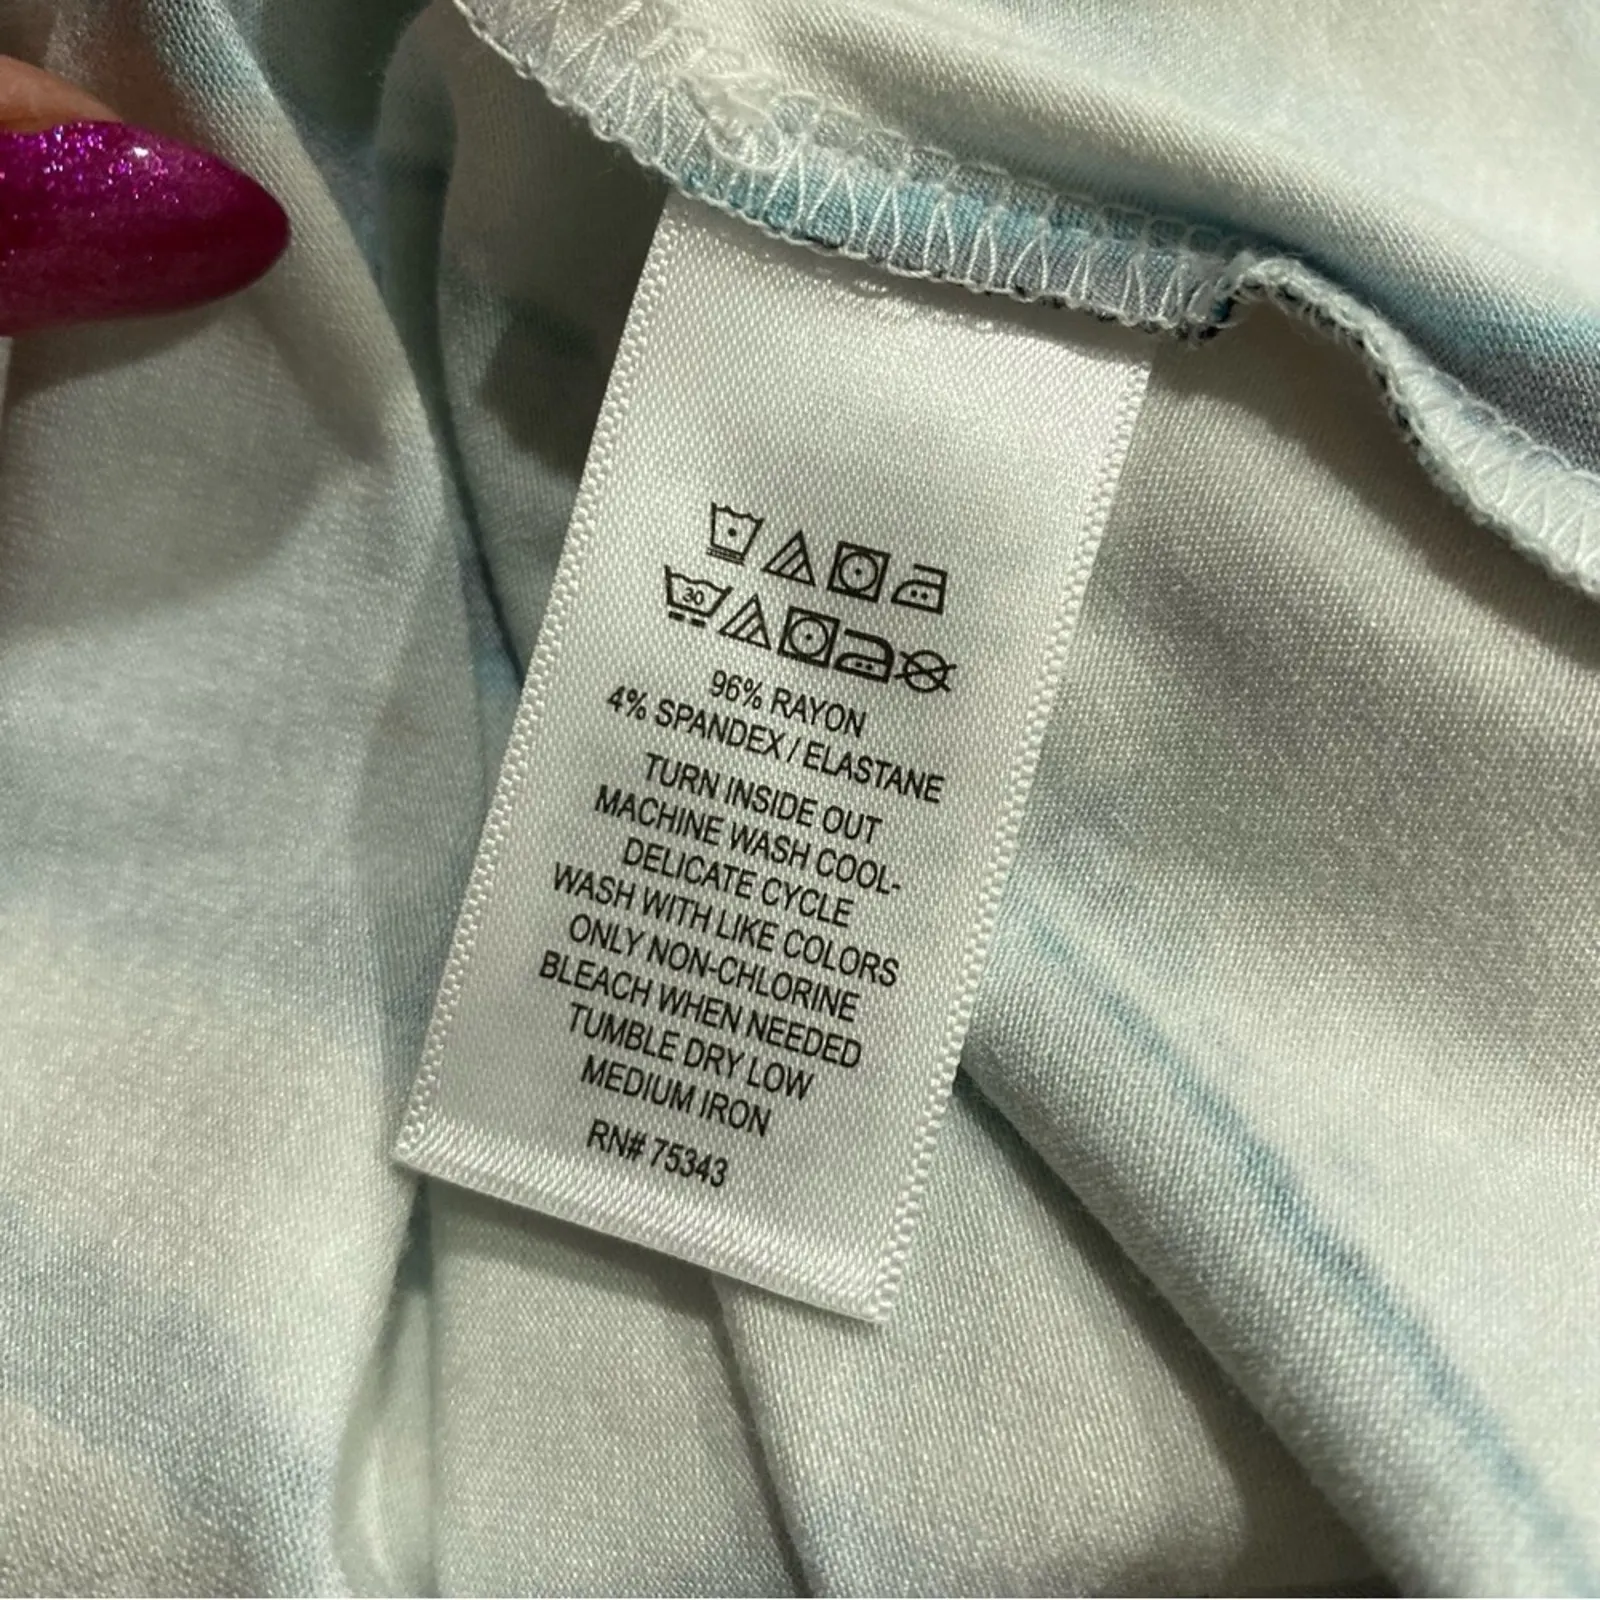 30
96% RAYON
4% SPANDEX / ELASTANE
TURN INSIDE OUT
MACHINE WASH COOL-
DELICATE CYCLE
WASH WITH LIKE COLORS
ONLY NON-CHLORINE
BLEACH WHEN NEEDED
TUMBLE DRY LOW
MEDIUM IRON
RN# 75343